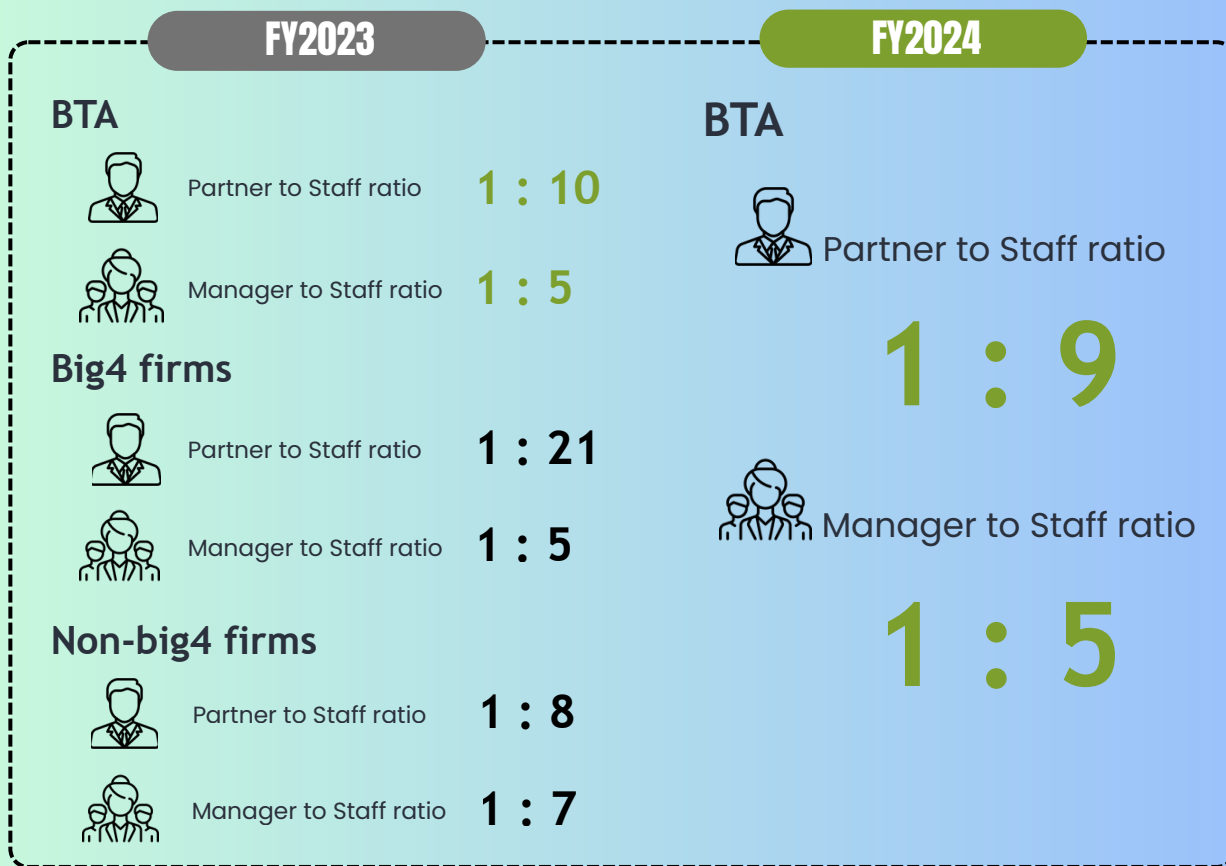 FY2023
BTA
Partner to Staff ratio 1 : 10
Manager to Staff ratio 1 : 5
Big4 firms
Partner to Staff ratio 1 : 21
Manager to Staff ratio 1 : 5
Non-big4 firms
Partner to Staff ratio 1 : 8
Manager to Staff ratio 1 : 7
FY2024
BTA
Partner to Staff ratio
1 : 9
Manager to Staff ratio
1 : 5